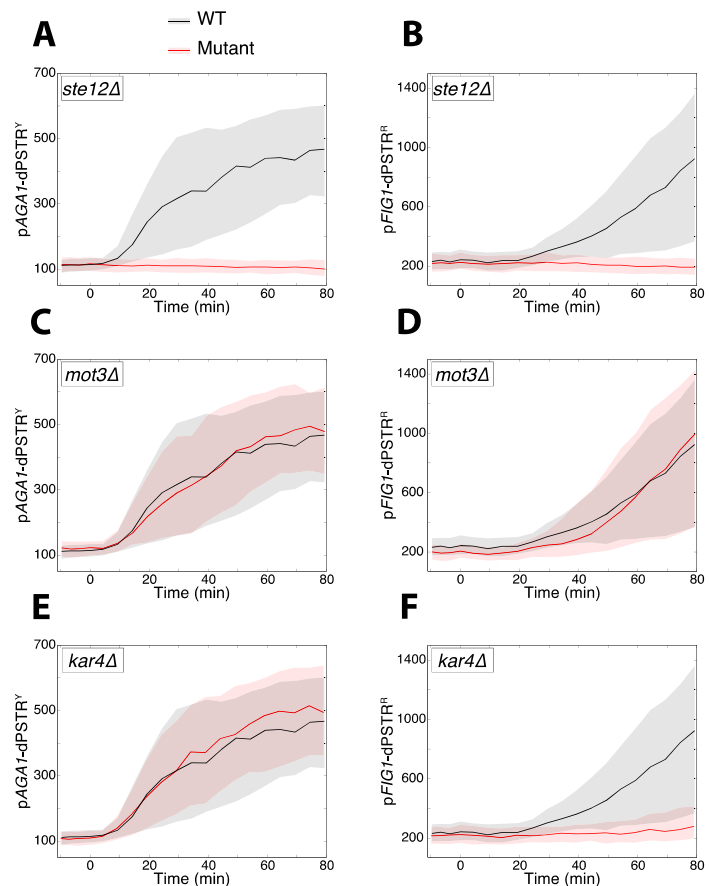 WT
Mutant
A
ste12Δ
pAGA1-dPSTRY
700
500
300
100
0 20 40 60 80
Time (min)
B
ste12Δ
pFIG1-dPSTRR
1400
1000
600
200
0 20 40 60 80
Time (min)
C
mot3Δ
pAGA1-dPSTRY
700
500
300
100
0 20 40 60 80
Time (min)
D
mot3Δ
pFIG1-dPSTRR
1400
1000
600
200
0 20 40 60 80
Time (min)
E
kar4Δ
pAGA1-dPSTRY
700
500
300
100
0 20 40 60 80
Time (min)
F
kar4Δ
pFIG1-dPSTRR
1400
1000
600
200
0 20 40 60 80
Time (min)